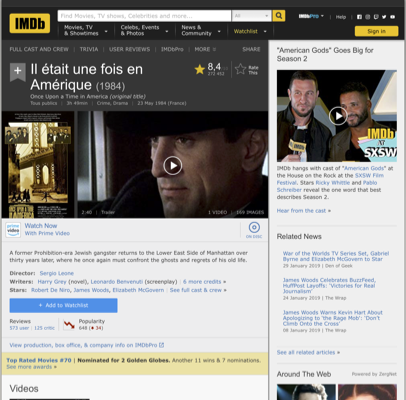 IMDb
Find Movies, TV shows, Celebrities and more...
All
IMDbPro
Help
Movies, TV
& Showtimes
Celebs, Events
& Photos
News &
Community
Watchlist
Sign in
FULL CAST AND CREW | TRIVIA | USER REVIEWS | IMDbPro | MORE
SHARE
Il était une fois en
Amérique (1984)
Once Upon a Time in America (original title)
Tous publics | 3h 49min | Crime, Drama | 23 May 1984 (France)
8,4
Rate
This
2:40 | Trailer
1 VIDEO | 169 IMAGES
prime video
Watch Now
With Prime Video
ON DISC
A former Prohibition-era Jewish gangster returns to the Lower East Side of Manhattan over
thirty years later, where he once again must confront the ghosts and regrets of his old life.
Director: Sergio Leone
Writers: Harry Grey (novel), Leonardo Benvenuti (screenplay) | 6 more credits »
Stars: Robert De Niro, James Woods, Elizabeth McGovern | See full cast & crew »
+ Add to Watchlist
Reviews
573 user | 125 critic
Popularity
648 ( 34)
View production, box office, & company info on IMDbPro
Top Rated Movies #70 | Nominated for 2 Golden Globes. Another 11 wins & 7 nominations.
See more awards »
Videos
"American Gods" Goes Big for
Season 2
IMDb
at
SXSW
IMDb hangs with cast of "American Gods" at
the House on the Rock at the SXSW Film
Festival. Stars Ricky Whittle and Pablo
Schreiber reveal the one word that best
describes Season 2.
Hear from the cast »
Related News
War of the Worlds TV Series Set, Gabriel
Byrne and Elizabeth McGovern to Star
29 January 2019 | Den of Geek
James Woods Celebrates BuzzFeed,
HuffPost Layoffs: 'Victories for Real
Journalism'
24 January 2019 | The Wrap
James Woods Warns Kevin Hart About
Apologizing to 'the Rage Mob': 'Don't
Climb Onto the Cross'
 The Wrap
See all related articles »
Around The Web
Powered by ZergNet